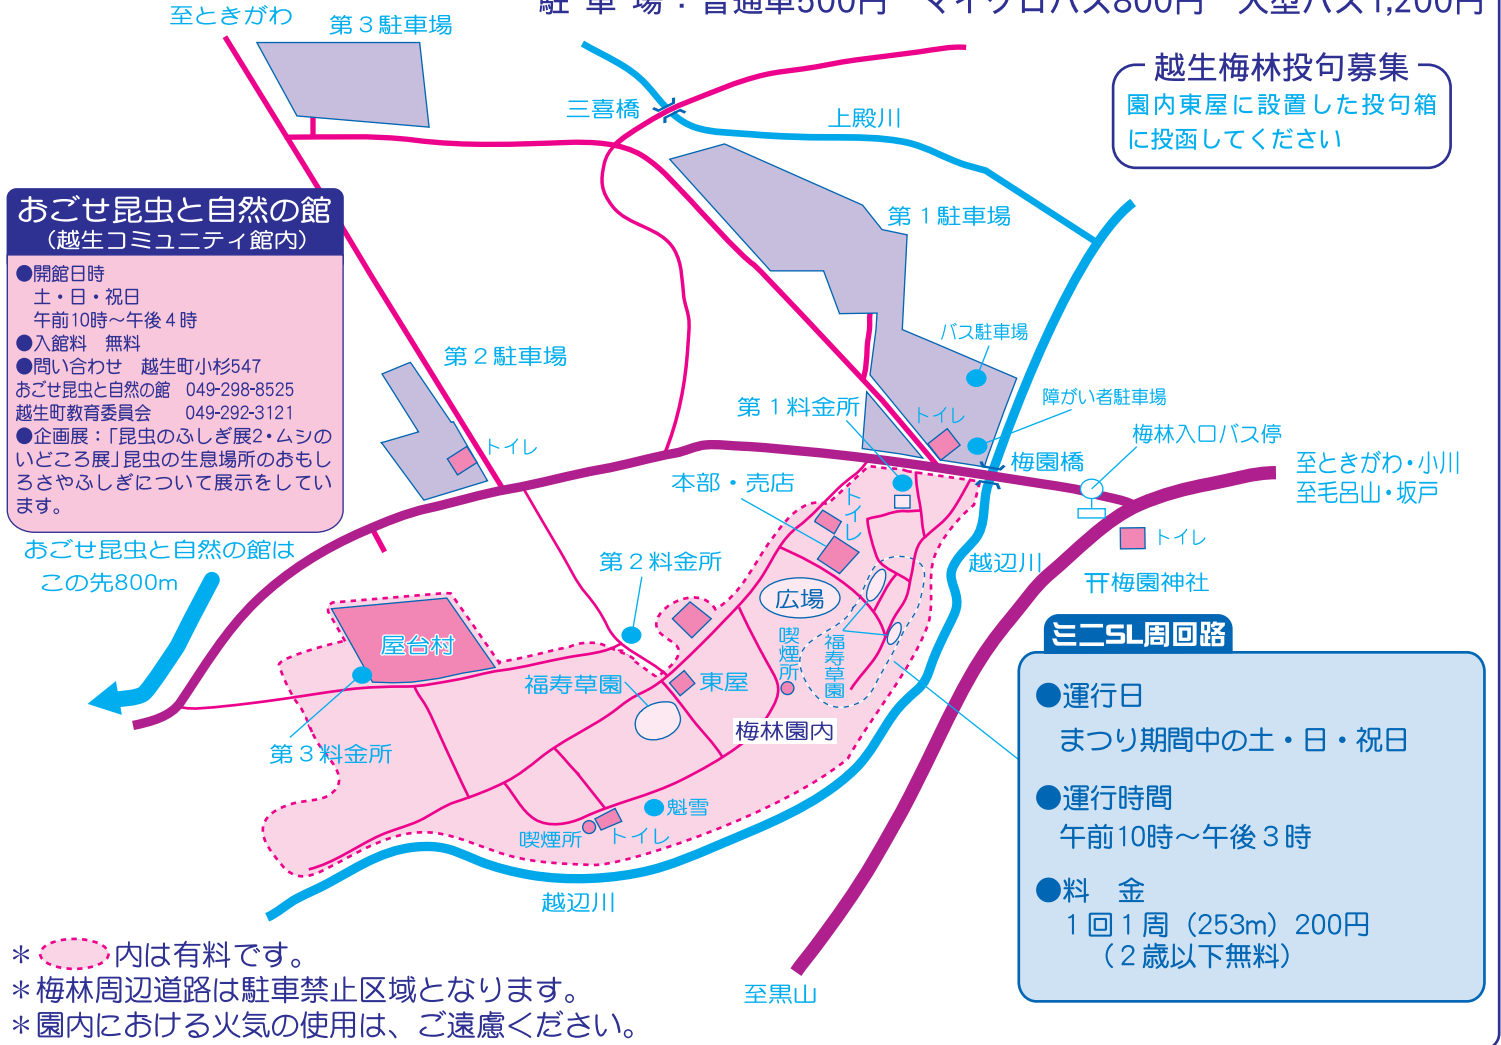 駐車場：普通車500円　マイクロバス800円　大型バス1,200円
至ときがわ
第３駐車場
三喜橋
上殿川
越生梅林投句募集
園内東屋に設置した投句箱
に投函してください
おごせ昆虫と自然の館
（越生コミュニティ館内）
●開館日時
土・日・祝日
午前10時～午後４時
●入館料　無料
●問い合わせ　越生町小杉547
おごせ昆虫と自然の館　049-298-8525
越生町教育委員会　049-292-3121
●企画展：「昆虫のふしぎ展2・ムシの
いどころ展」昆虫の生息場所のおもし
ろさやふしぎについて展示をしてい
ます。
おごせ昆虫と自然の館は
この先800m
第１駐車場
バス駐車場
第２駐車場
トイレ
第１料金所
トイレ
障がい者駐車場
梅林入口バス停
梅園橋
至ときがわ・小川
至毛呂山・坂戸
本部・売店
トイレ
トイレ
越辺川
开梅園神社
第２料金所
広場
喫煙所
福寿草園
屋台村
福寿草園
東屋
梅林園内
第３料金所
魁雪
喫煙所
トイレ
越辺川
至黒山
ミニSL周回路
●運行日
まつり期間中の土・日・祝日
●運行時間
午前10時～午後３時
●料　金
１回１周（253m）200円
（２歳以下無料）
＊　内は有料です。
＊梅林周辺道路は駐車禁止区域となります。
＊園内における火気の使用は、ご遠慮ください。